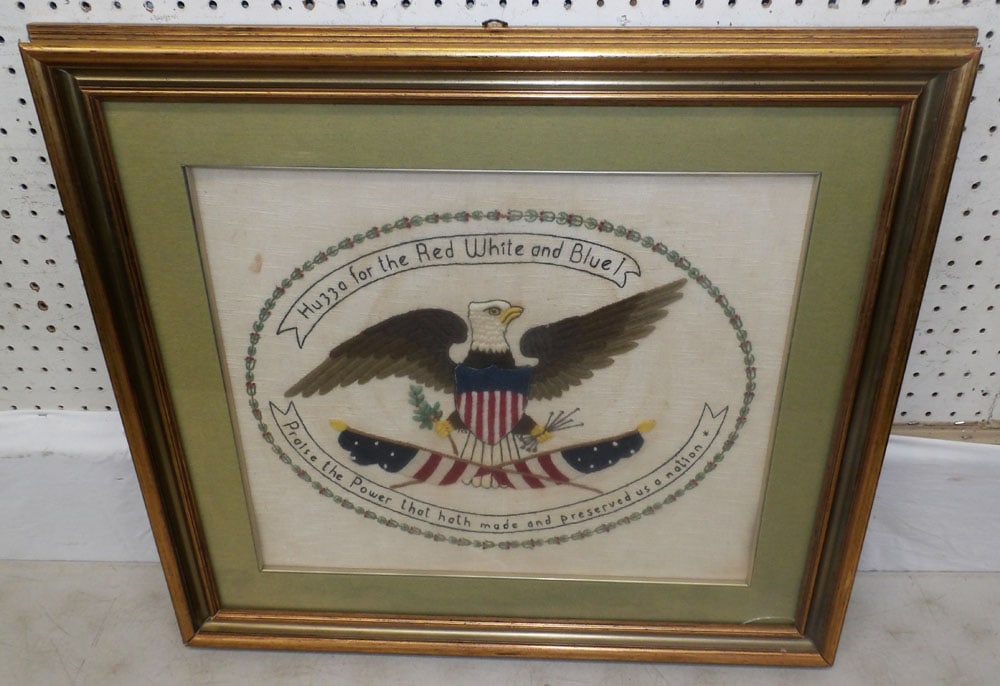 Huzza for the Red White and Blue!
Praise the Power that hath made and preserved us a nation *